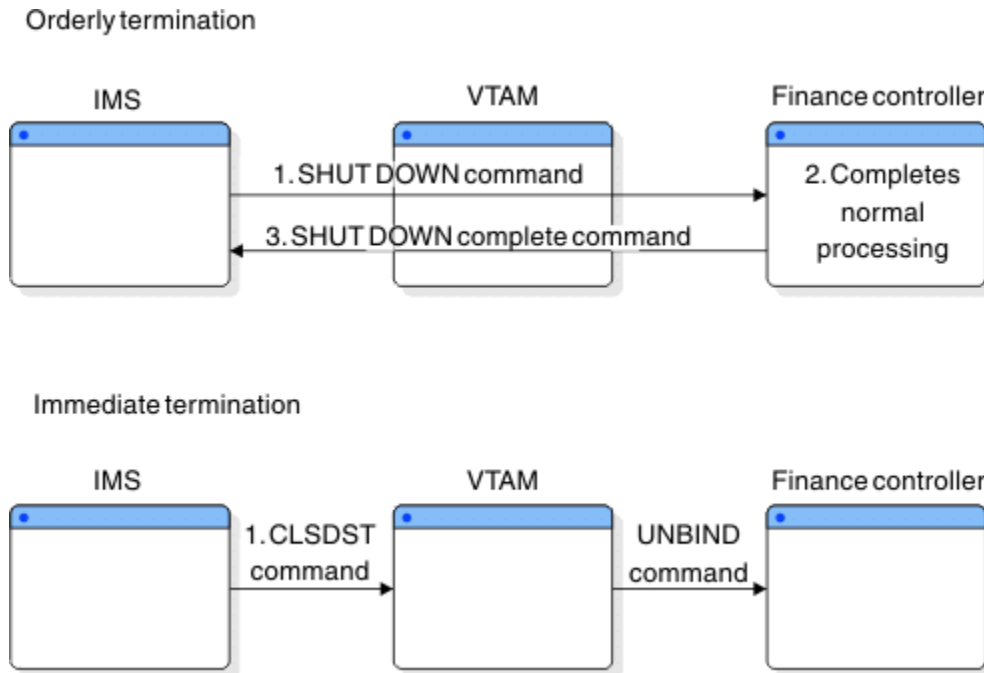 Orderly termination
IMS
VTAM
Finance controller
1. SHUT DOWN command
2. Completes
normal
processing
3. SHUT DOWN complete command
Immediate termination
IMS
VTAM
Finance controller
1. CLSDST
command
UNBIND
command